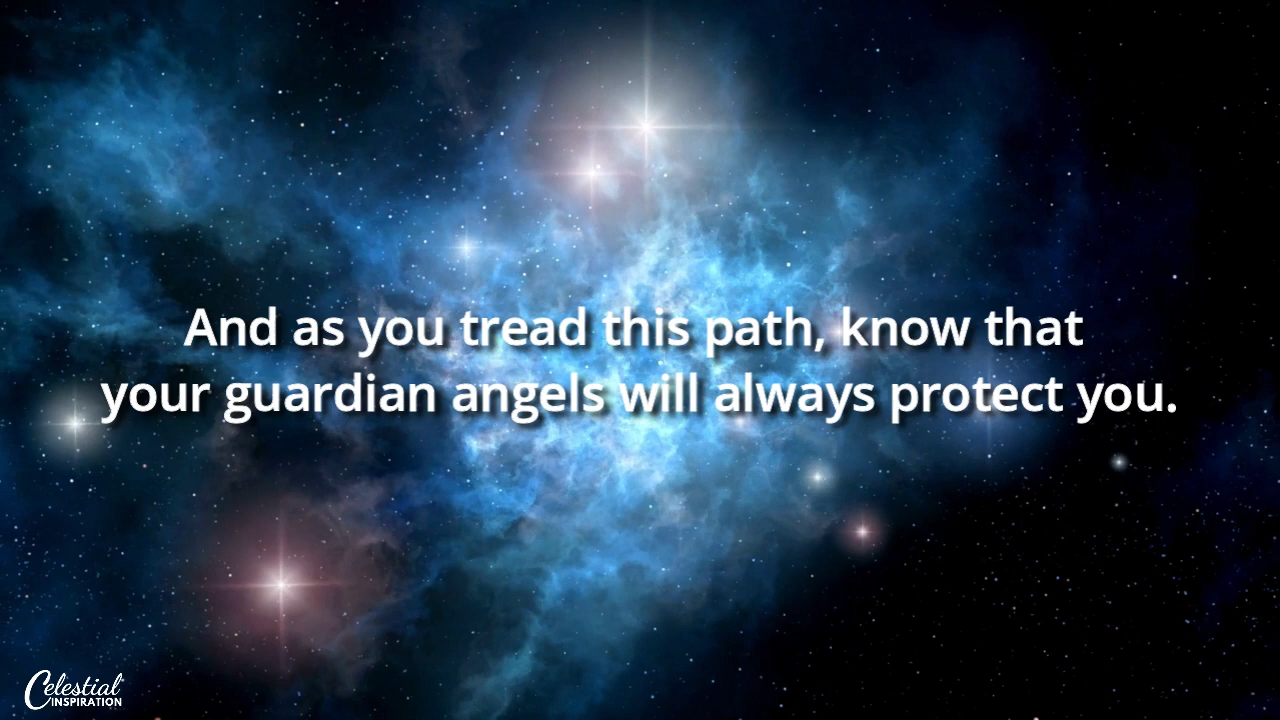 And as you tread this path, know that
your guardian angels will always protect you.
Celestial
INSPIRATION